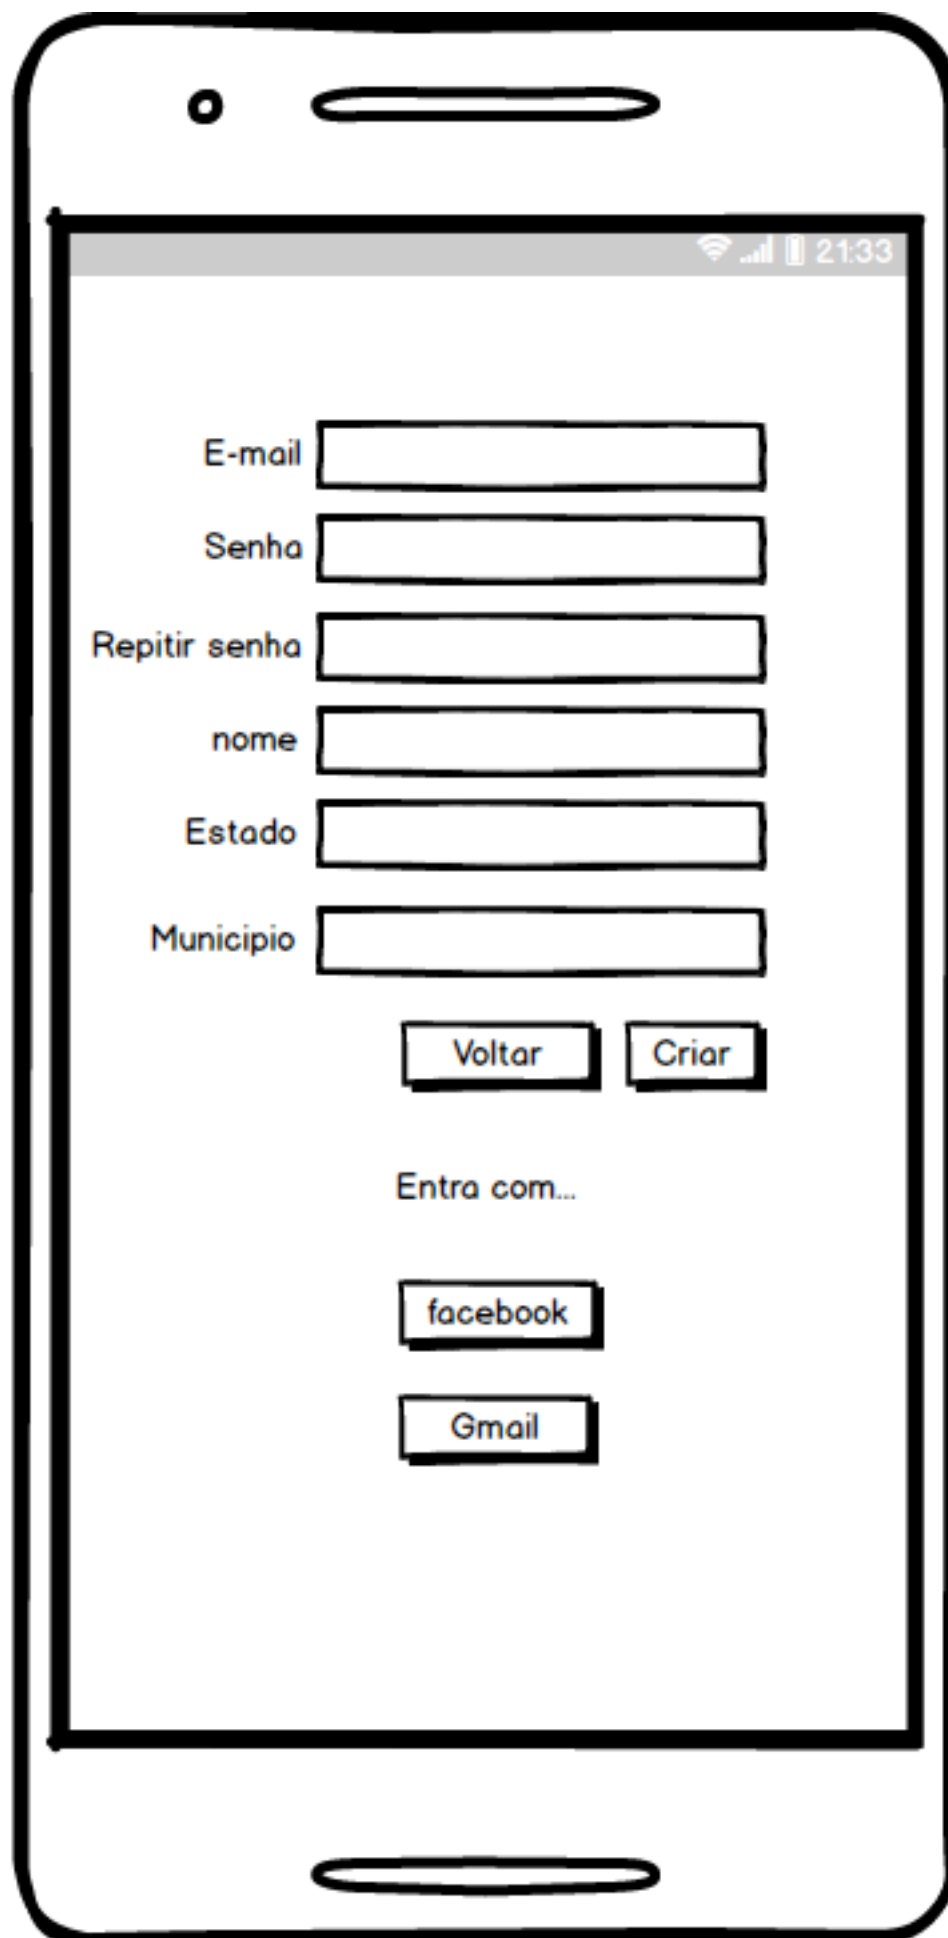 21:33
E-mail
Senha
Repitir senha
nome
Estado
Municipio
Voltar Criar
Entra com...
facebook
Gmail